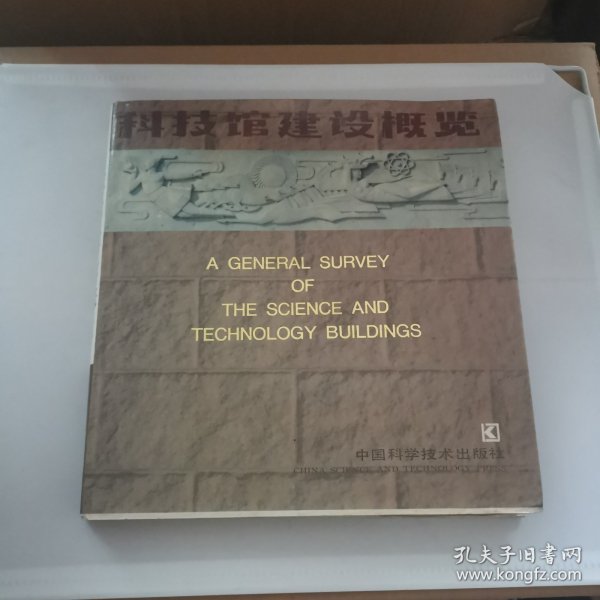 科技馆建设概览
A GENERAL SURVEY
OF
THE SCIENCE AND
TECHNOLOGY BUILDINGS
中国科学技术出版社
CHINA SCIENCE AND TECHNOLOGY PRESS
孔夫子旧书网
www.kongfz.com